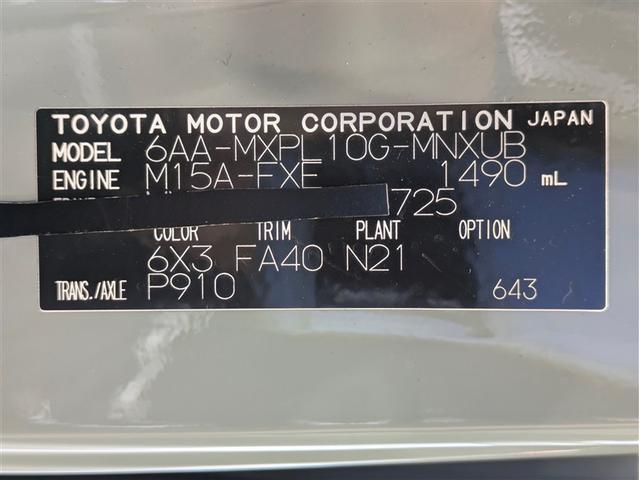 TOYOTA MOTOR CORPORATION JAPAN
MODEL 6AA-MXPL10G-MNXUB
ENGINE M15A-FXE 1490 mL
725
COLOR TRIM PLANT OPTION
6X3 FA40 N21
TRANS./AXLE P910 643